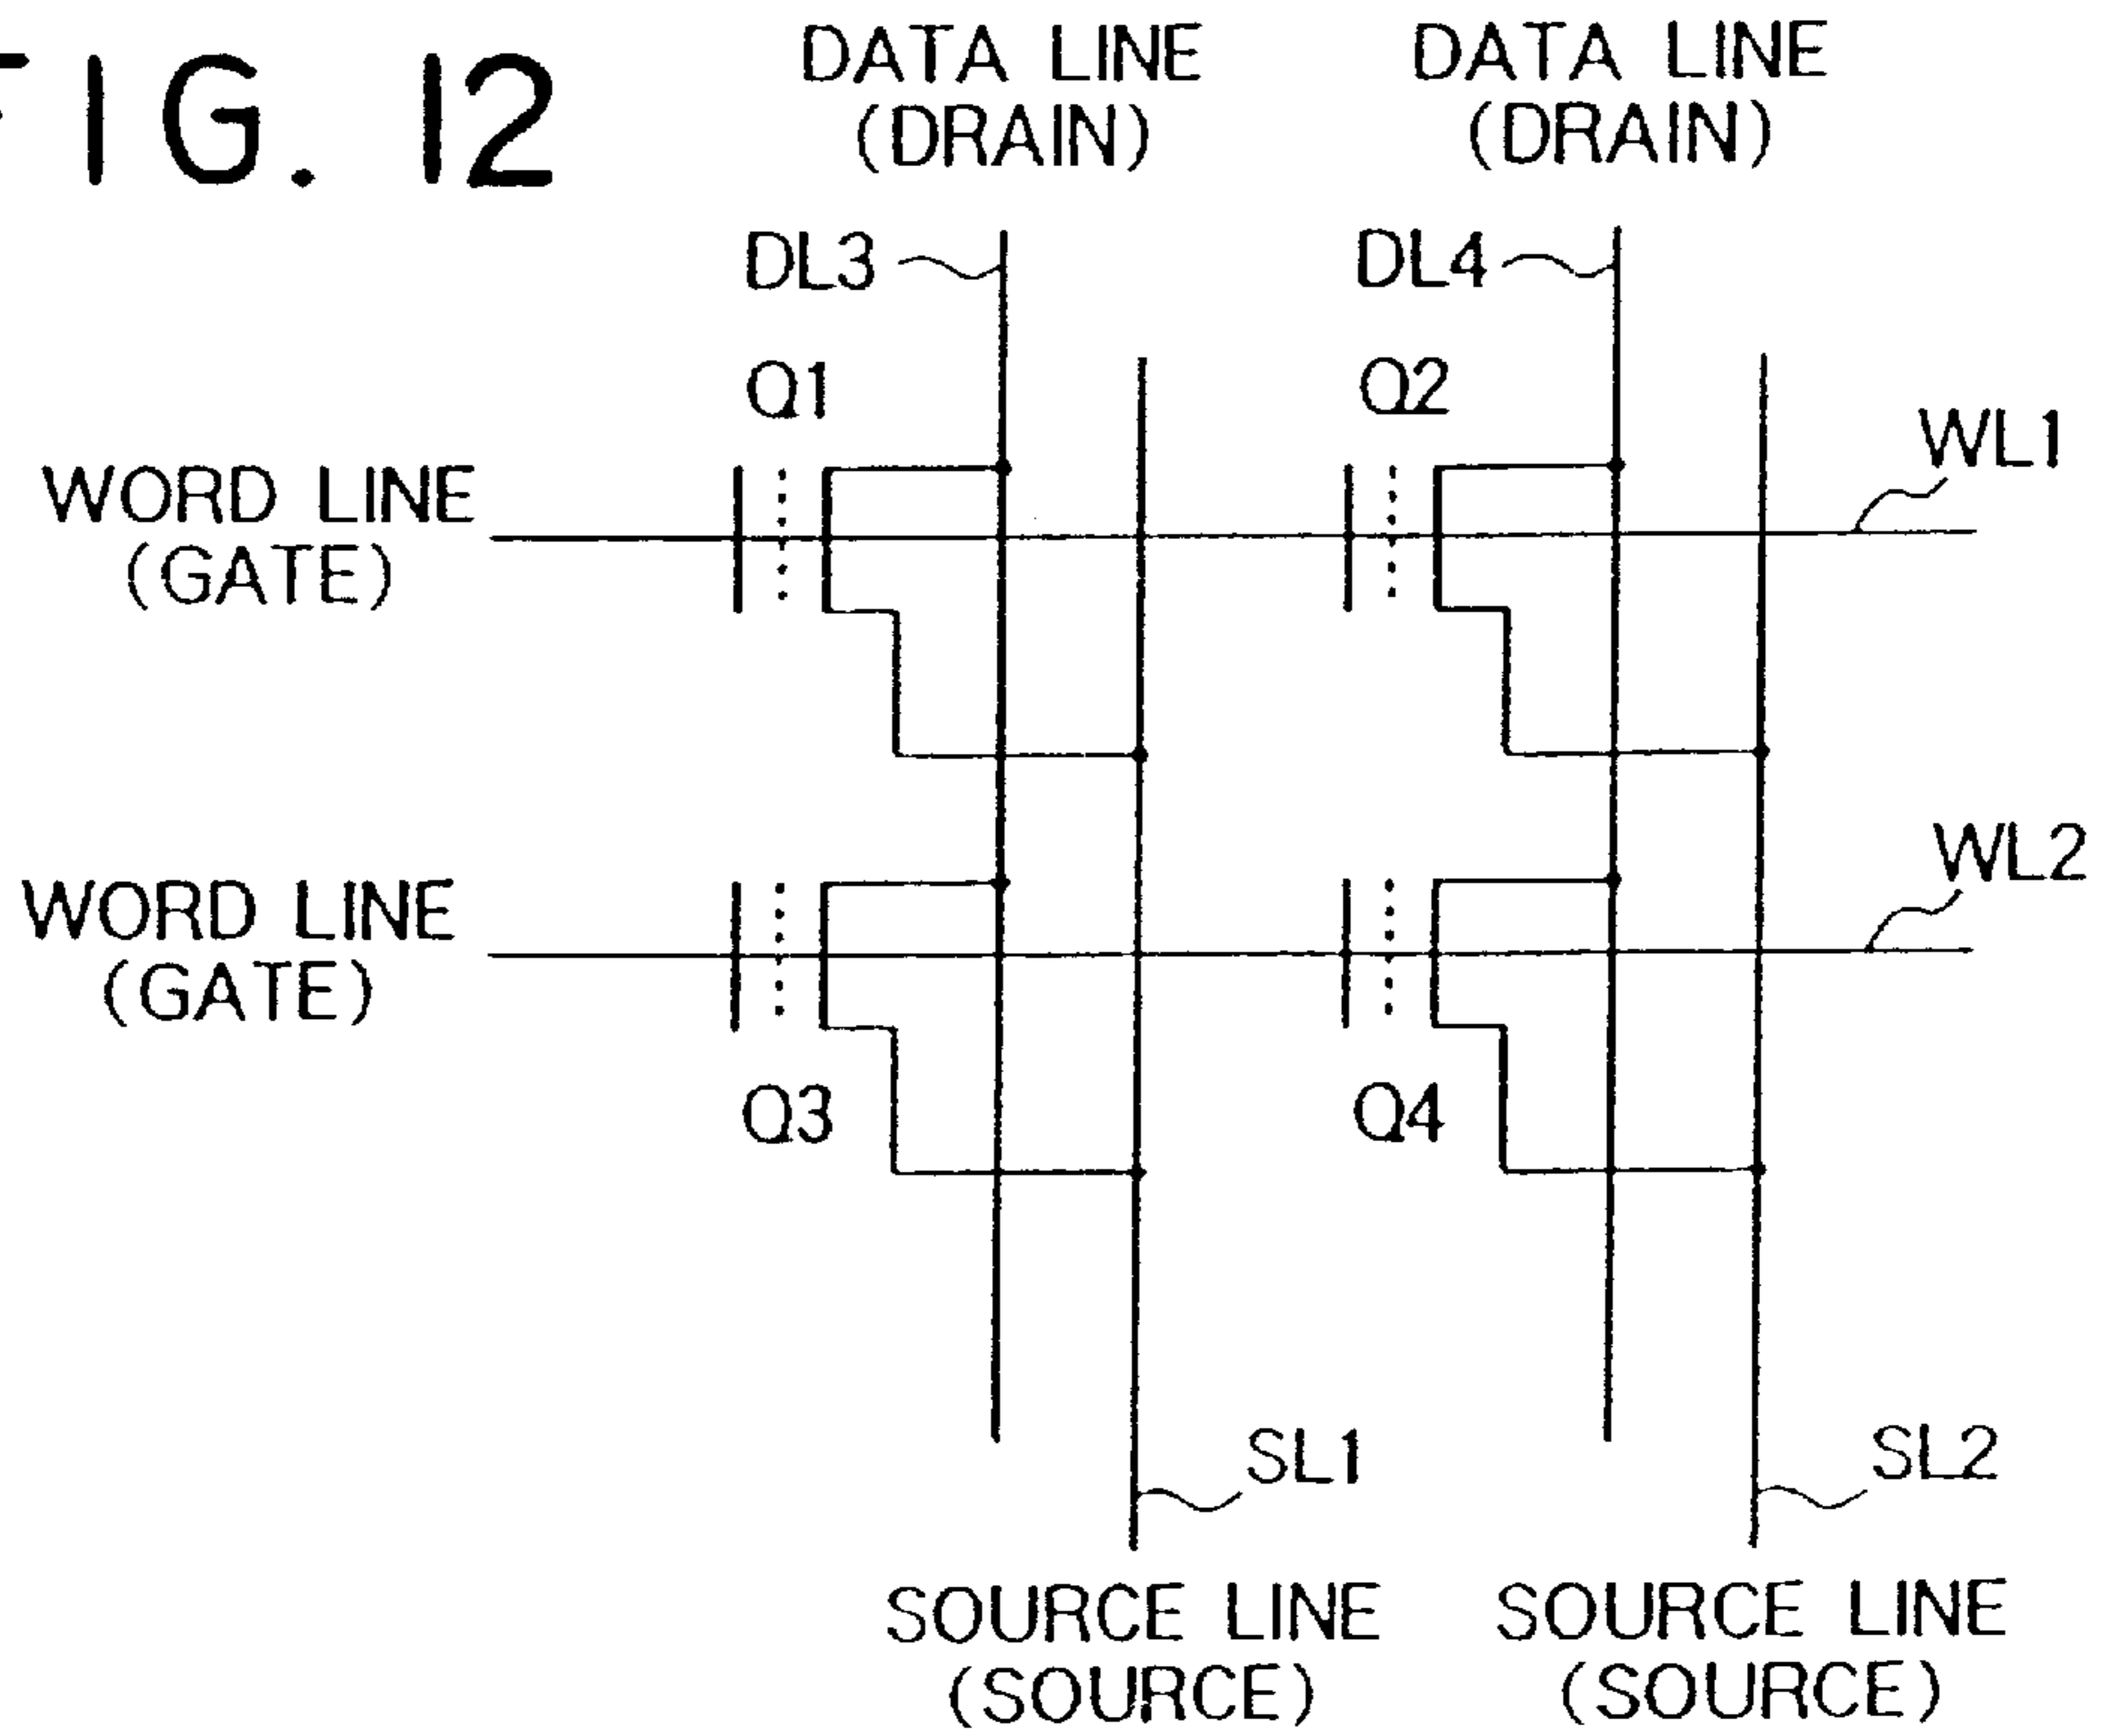 FIG. 12
DATA LINE
(DRAIN)
DATA LINE
(DRAIN)
DL3
DL4
Q1
Q2
WL1
WORD LINE
(GATE)
WL2
WORD LINE
(GATE)
Q3
Q4
SL1
SL2
SOURCE LINE
(SOURCE)
SOURCE LINE
(SOURCE)